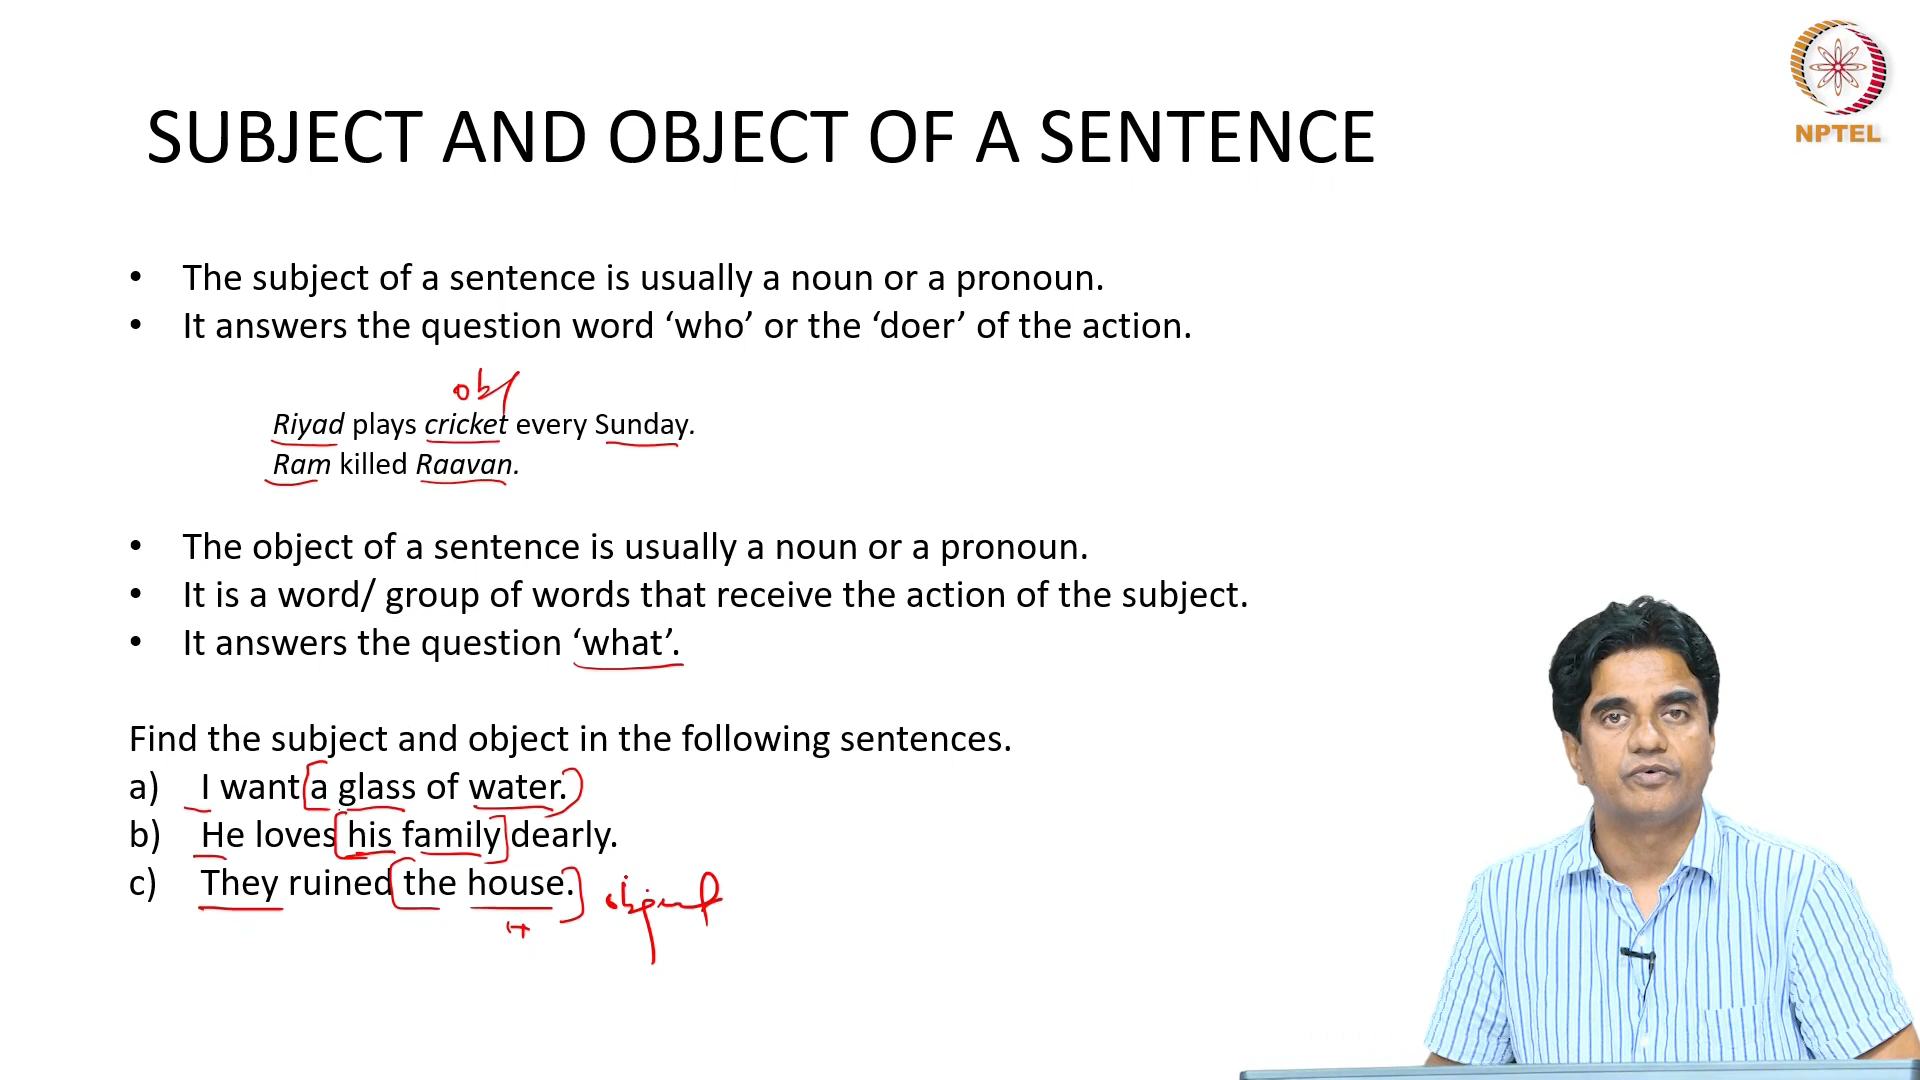 NPTEL
SUBJECT AND OBJECT OF A SENTENCE
• The subject of a sentence is usually a noun or a pronoun.
• It answers the question word ‘who’ or the ‘doer’ of the action.
obj
Riyad plays cricket every Sunday.
Ram killed Raavan.
• The object of a sentence is usually a noun or a pronoun.
• It is a word/ group of words that receive the action of the subject.
• It answers the question ‘what’.
Find the subject and object in the following sentences.
a) I want a glass of water.
b) He loves his family dearly.
c) They ruined the house.
object